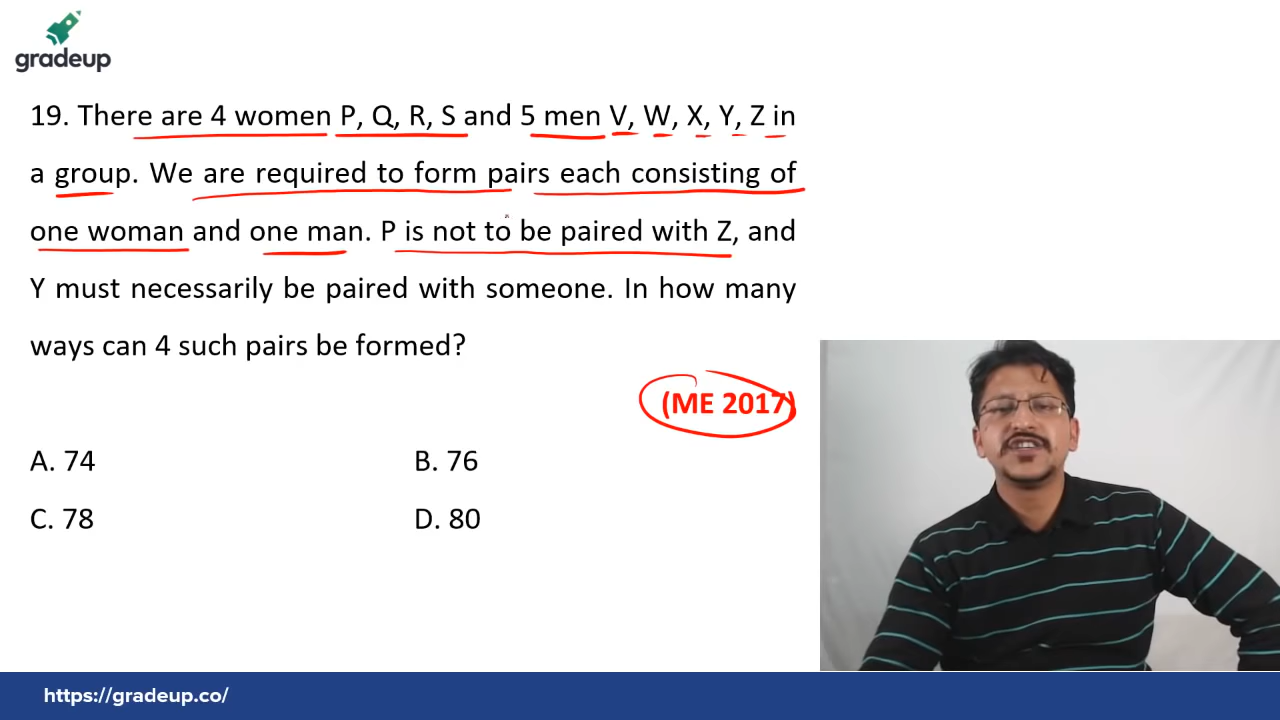 gradeup
19. There are 4 women P, Q, R, S and 5 men V, W, X, Y, Z in
a group. We are required to form pairs each consisting of
one woman and one man. P is not to be paired with Z, and
Y must necessarily be paired with someone. In how many
ways can 4 such pairs be formed?
(ME 2017)
A. 74
B. 76
C. 78
D. 80
https://gradeup.co/